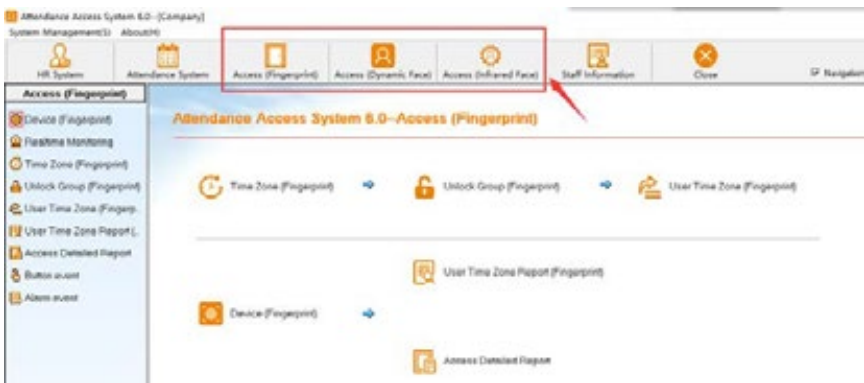 Attendance Access System 6.0--[Company]
System Management(S) About(H)
HR System Attendance System Access (Fingerprint) Access (Dynamic Face) Access (Infrared Face) Staff Information Close Navigation
Access (Fingerprint)
Device (Fingerprint)
Realtime Monitoring
Time Zone (Fingerprint)
Unlock Group (Fingerprint)
User Time Zone (Fingerp.
User Time Zone Report (.
Access Detailed Report
Button event
Alarm event
Attendance Access System 6.0--Access (Fingerprint)
Time Zone (Fingerprint) Unlock Group (Fingerprint) User Time Zone (Fingerprint)
User Time Zone Report (Fingerprint)
Device (Fingerprint)
Access Detailed Report